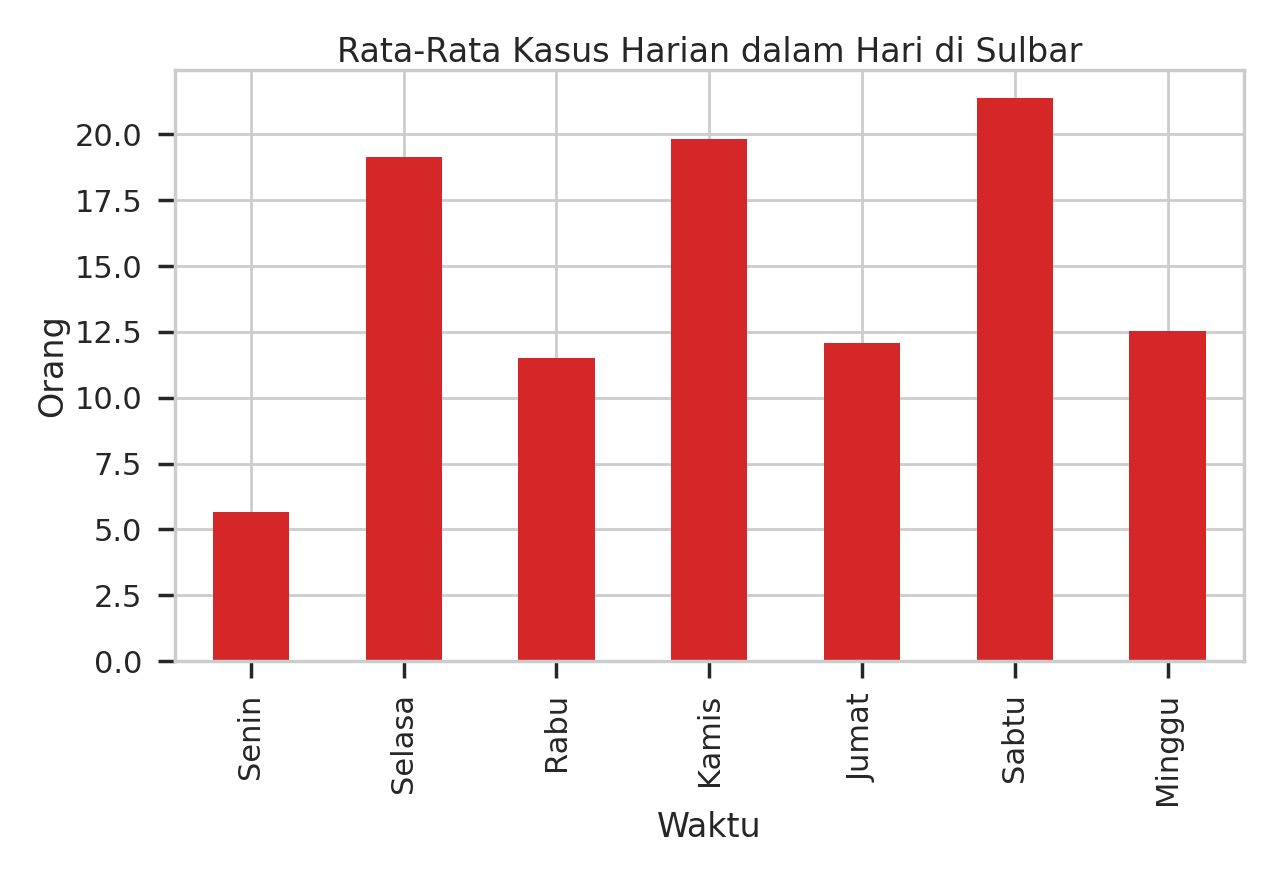 Rata-Rata Kasus Harian dalam Hari di Sulbar
Orang
20.0
17.5
15.0
12.5
10.0
7.5
5.0
2.5
0.0
Senin
Selasa
Rabu
Kamis
Jumat
Sabtu
Minggu
Waktu